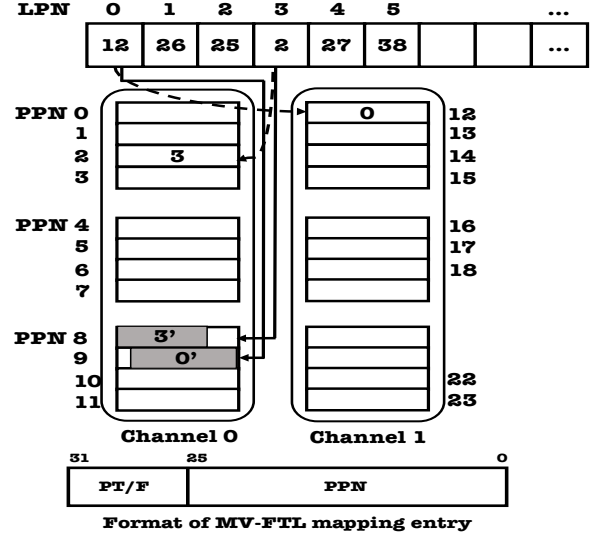 LPN 0 1 2 3 4 5 ...
12 26 25 2 27 38 ...
PPN 0 0 12
1 13
2 3 14
3 15
PPN 4 16
5 17
6 18
7
PPN 8 3'
9 0’
10 22
11 23
Channel 0 Channel 1
31 25 0
PT/F PPN
Format of MV-FTL mapping entry